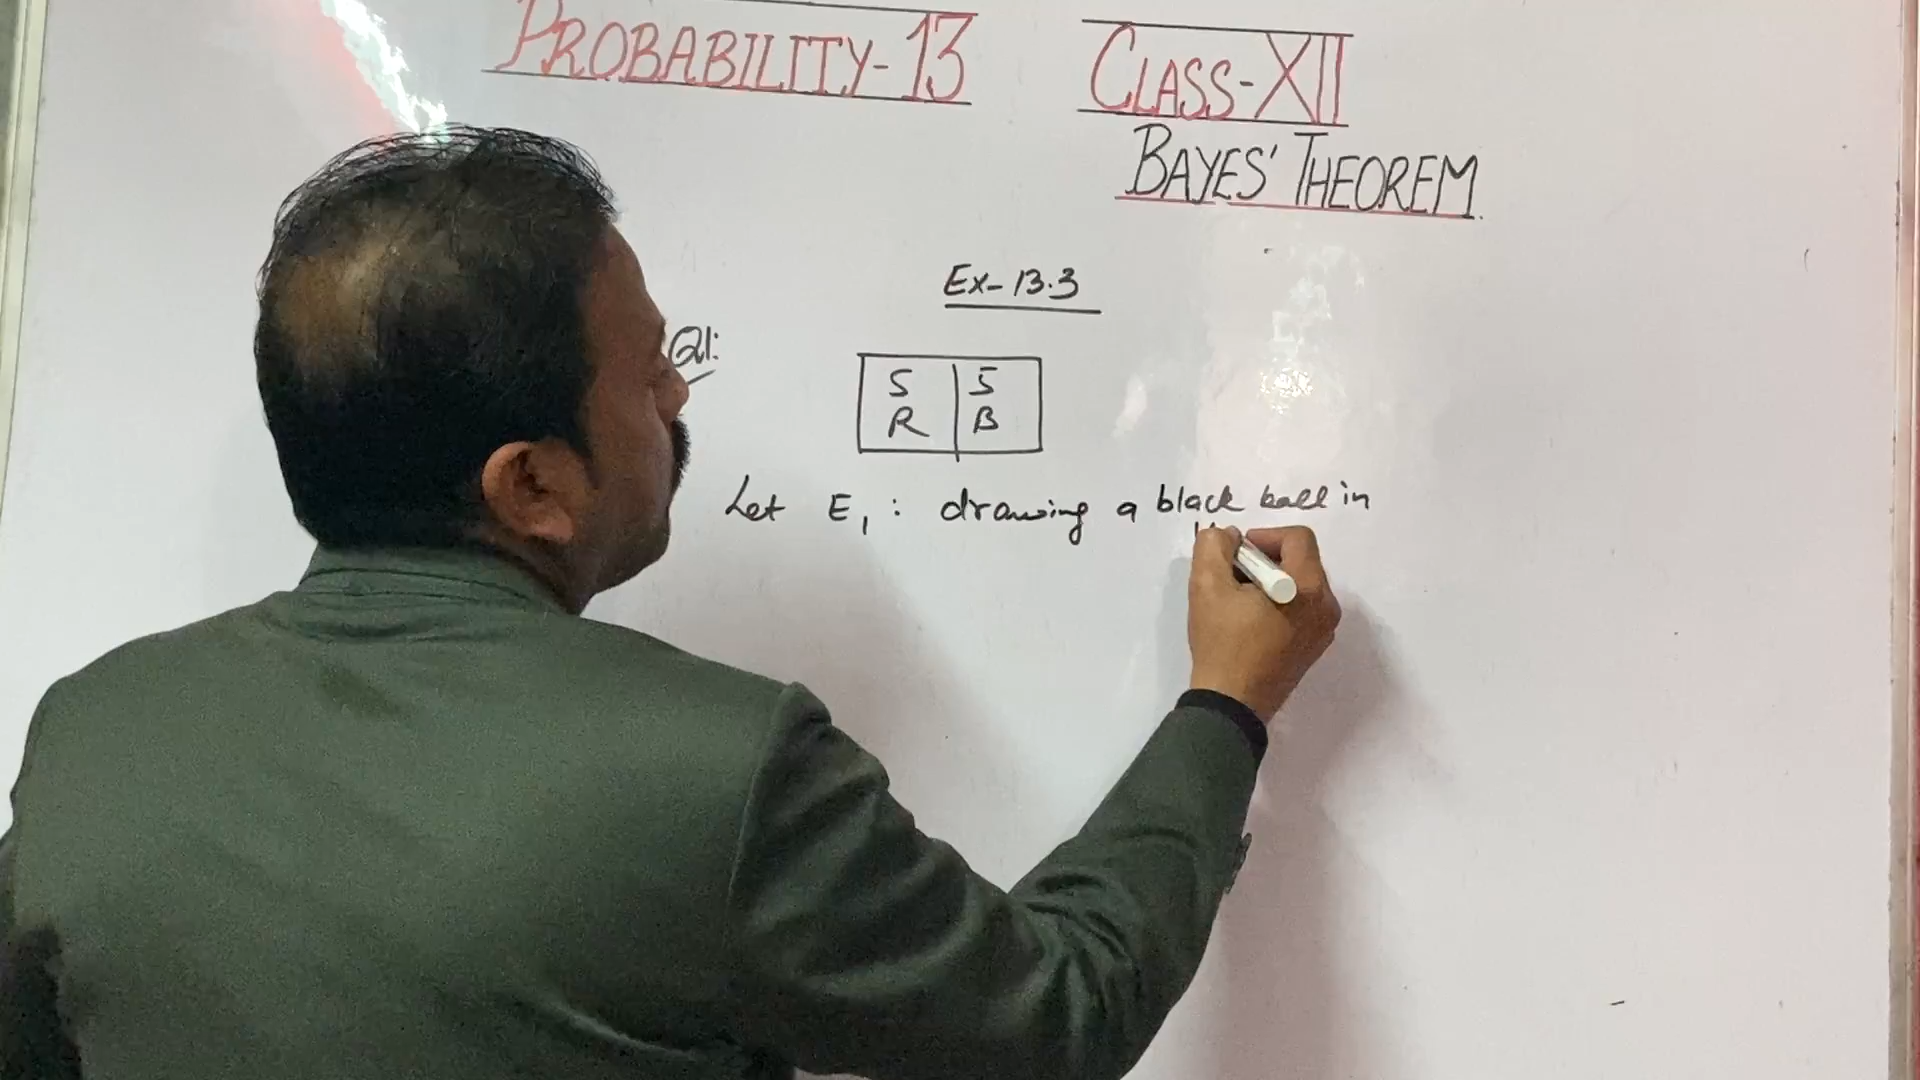 PROBABILITY-13 CLASS-XII
BAYES' THEOREM.
Ex-13.3
Q1:
5 5
R B
Let E1 : drawing a black ball in